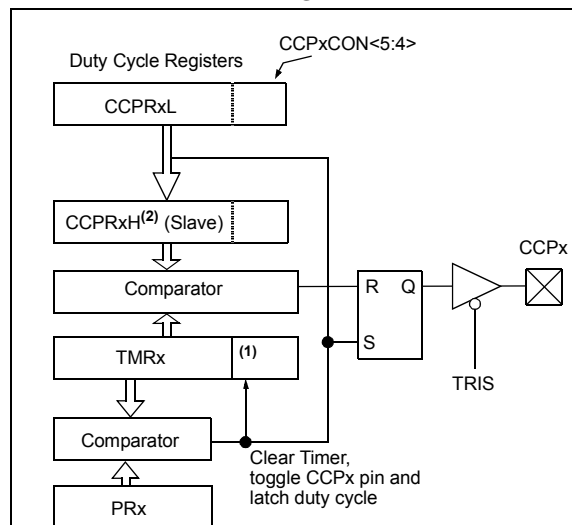 CCPxCON<5:4>
Duty Cycle Registers
CCPRxL
CCPRxH(2) (Slave)
CCPx
Comparator
R Q
TMRx
(1)
S
TRIS
Comparator
Clear Timer,
toggle CCPx pin and
latch duty cycle
PRx